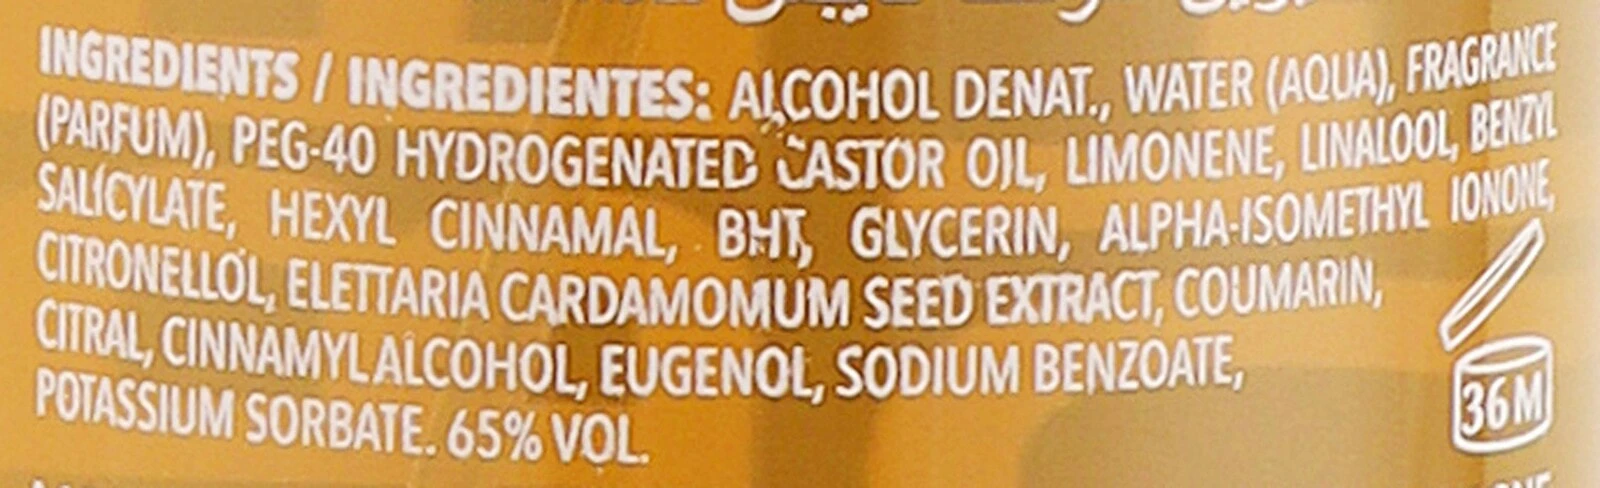 INGREDIENTS / INGREDIENTES: ALCOHOL DENAT., WATER (AQUA), FRAGRANCE
(PARFUM), PEG-40 HYDROGENATED CASTOR OIL, LIMONENE, LINALOOL, BENZYL
SALICYLATE, HEXYL CINNAMAL, BHT, GLYCERIN, ALPHA-ISOMETHYL IONONE,
CITRONELLOL, ELETTARIA CARDAMOMUM SEED EXTRACT, COUMARIN,
CITRAL, CINNAMYL ALCOHOL, EUGENOL, SODIUM BENZOATE,
POTASSIUM SORBATE. 65% VOL.
36M